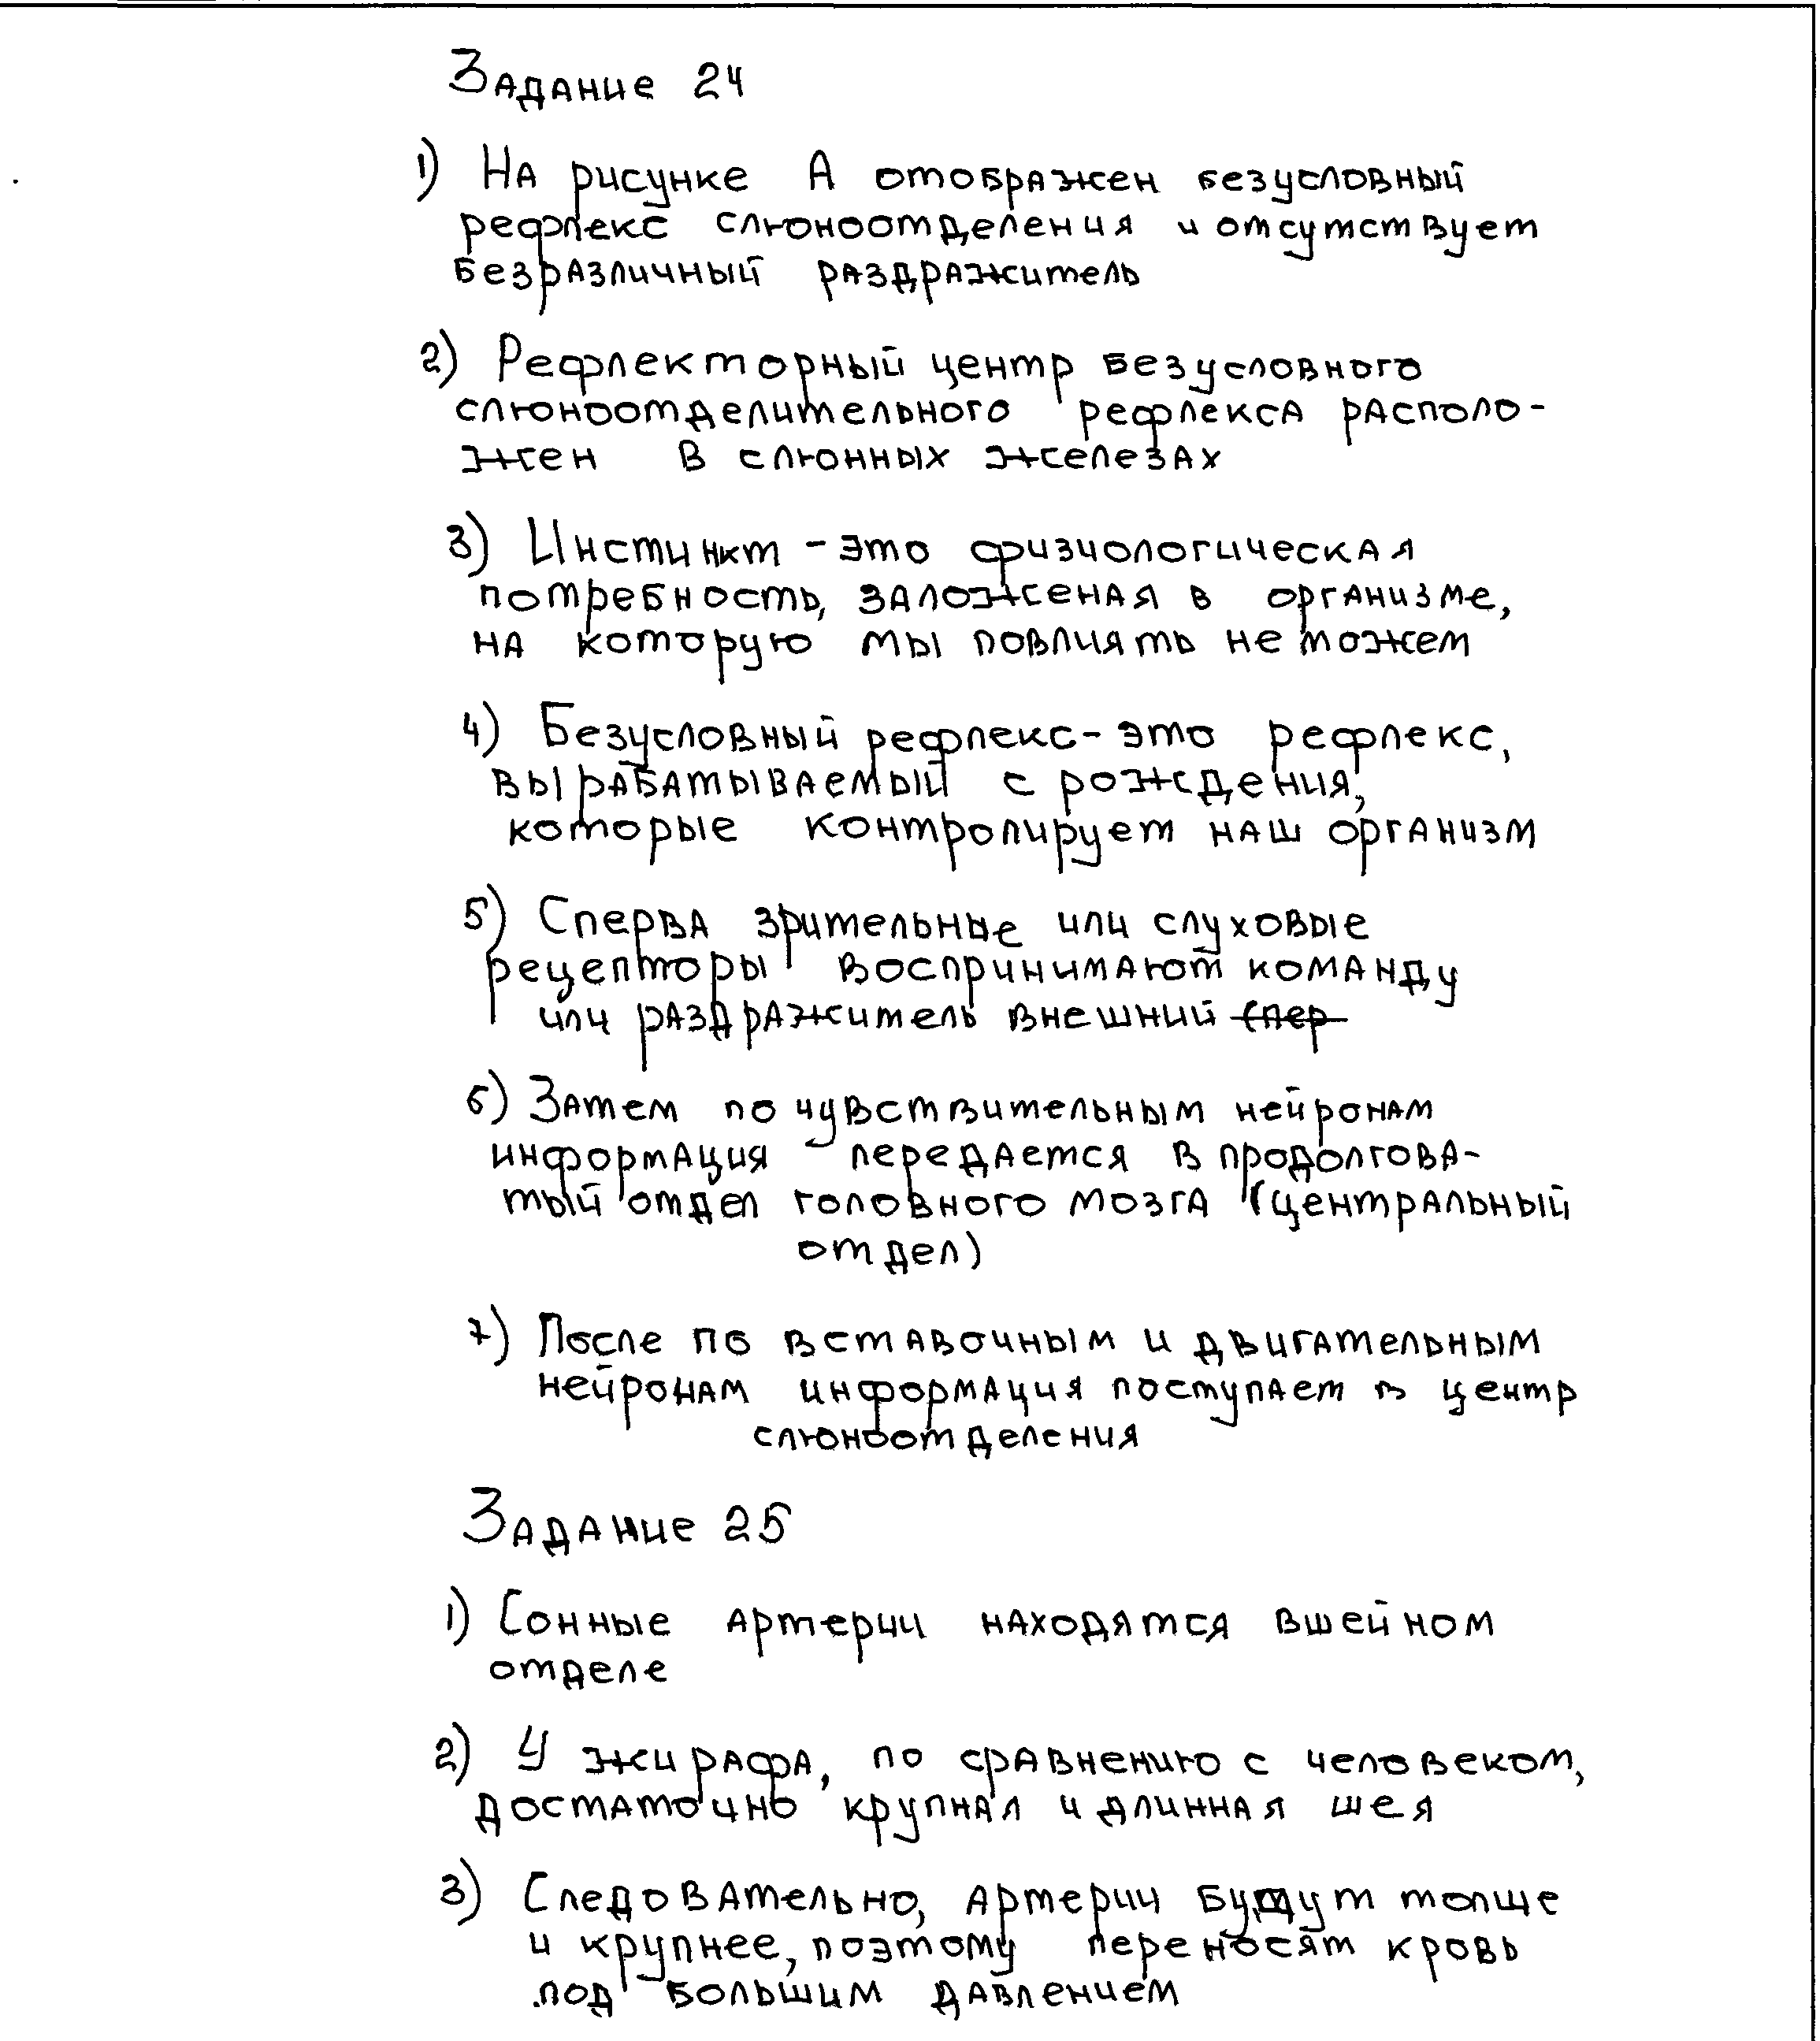 Задание 24
1) На рисунке А отображен безусловный
рефлекс слюноотделения и отсутствует
безразличный раздражитель
2) Рефлекторный центр безусловного
слюноотделительного рефлекса располо-
жен в слюнных железах
3) Инстинкт - это физиологическая
потребность, заложеная в организме,
на которую мы повлиять не можем
4) Безусловный рефлекс - это рефлекс,
вырабатываемый с рождения,
которые контролирует наш организм
5) Сперва зрительные или слуховые
рецепторы воспринимают команду
или раздражитель внешний спер
6) Затем по чувствительным нейронам
информация передается в продолгова-
тый отдел головного мозга (центральный
отдел)
7) После по вставочным и двигательным
нейронам информация поступает в центр
слюноотделения
Задание 25
1) Сонные артерии находятся в шейном
отделе
2) У жирафа, по сравнению с человеком,
достаточно крупная и длинная шея
3) Следовательно, артерии будут толще
и крупнее, поэтому переносят кровь
под большим давлением